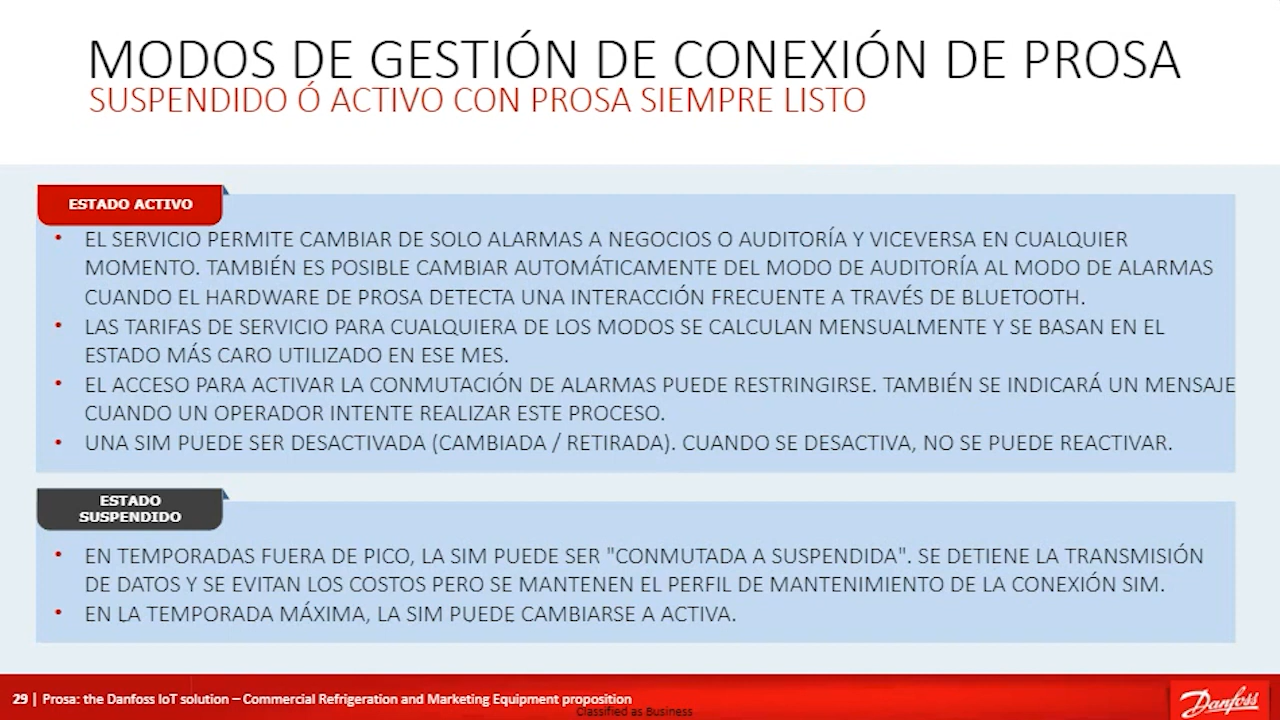 MODOS DE GESTIÓN DE CONEXIÓN DE PROSA
SUSPENDIDO Ó ACTIVO CON PROSA SIEMPRE LISTO
ESTADO ACTIVO
• EL SERVICIO PERMITE CAMBIAR DE SOLO ALARMAS A NEGOCIOS O AUDITORÍA Y VICEVERSA EN CUALQUIER
MOMENTO. TAMBIÉN ES POSIBLE CAMBIAR AUTOMÁTICAMENTE DEL MODO DE AUDITORÍA AL MODO DE ALARMAS
CUANDO EL HARDWARE DE PROSA DETECTA UNA INTERACCIÓN FRECUENTE A TRAVÉS DE BLUETOOTH.
• LAS TARIFAS DE SERVICIO PARA CUALQUIERA DE LOS MODOS SE CALCULAN MENSUALMENTE Y SE BASAN EN EL
ESTADO MÁS CARO UTILIZADO EN ESE MES.
• EL ACCESO PARA ACTIVAR LA CONMUTACIÓN DE ALARMAS PUEDE RESTRINGIRSE. TAMBIÉN SE INDICARÁ UN MENSAJE
CUANDO UN OPERADOR INTENTE REALIZAR ESTE PROCESO.
• UNA SIM PUEDE SER DESACTIVADA (CAMBIADA / RETIRADA). CUANDO SE DESACTIVA, NO SE PUEDE REACTIVAR.
ESTADO
SUSPENDIDO
• EN TEMPORADAS FUERA DE PICO, LA SIM PUEDE SER "CONMUTADA A SUSPENDIDA". SE DETIENE LA TRANSMISIÓN
DE DATOS Y SE EVITAN LOS COSTOS PERO SE MANTENEN EL PERFIL DE MANTENIMIENTO DE LA CONEXIÓN SIM.
• EN LA TEMPORADA MÁXIMA, LA SIM PUEDE CAMBIARSE A ACTIVA.
29 | Prosa: the Danfoss IoT solution – Commercial Refrigeration and Marketing Equipment proposition
Classified as Business
Danfoss